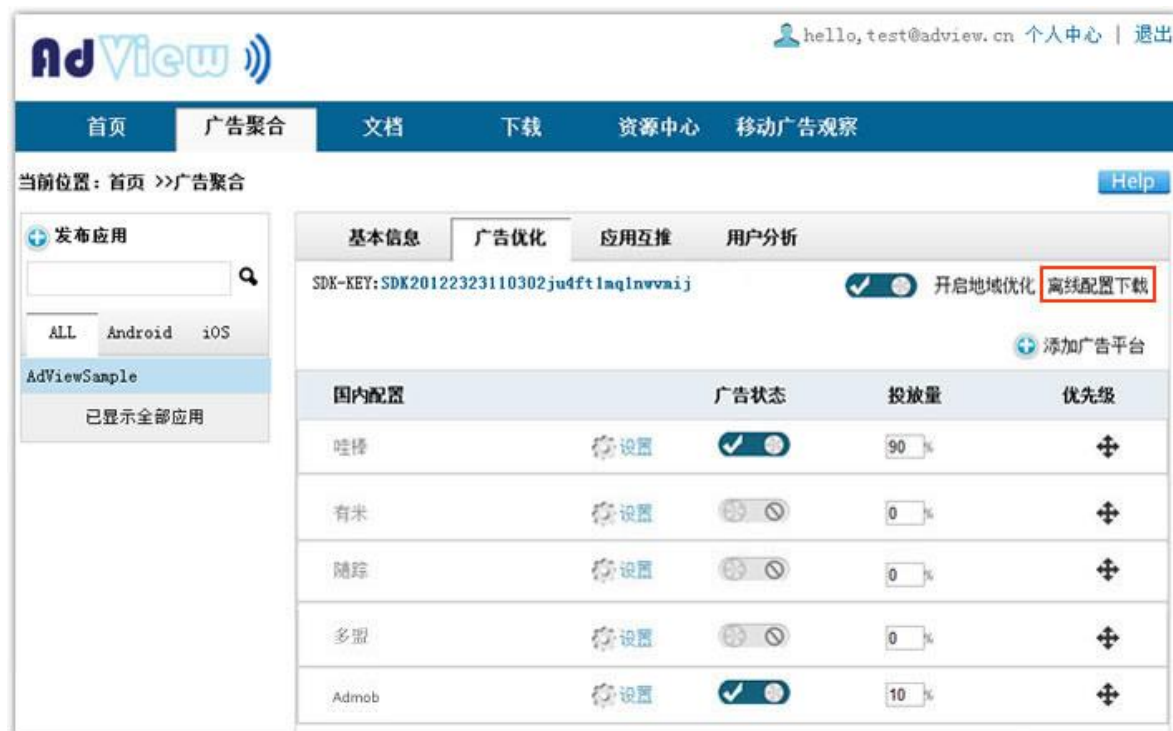 AdView
hello,test@adview.cn 个人中心 | 退出
首页 广告聚合 文档 下载 资源中心 移动广告观察
当前位置：首页 >>广告聚合 Help
发布应用
ALL Android iOS
AdViewSample
已显示全部应用
基本信息 广告优化 应用互推 用户分析
SDK-KEY:SDK20122323110302ju4ft1mq1nwvmij 开启地域优化 离线配置下载
添加广告平台
国内配置 广告状态 投放量 优先级
哇棒 设置 90 %
有米 设置 0 %
随踪 设置 0 %
多盟 设置 0 %
Admob 设置 10 %